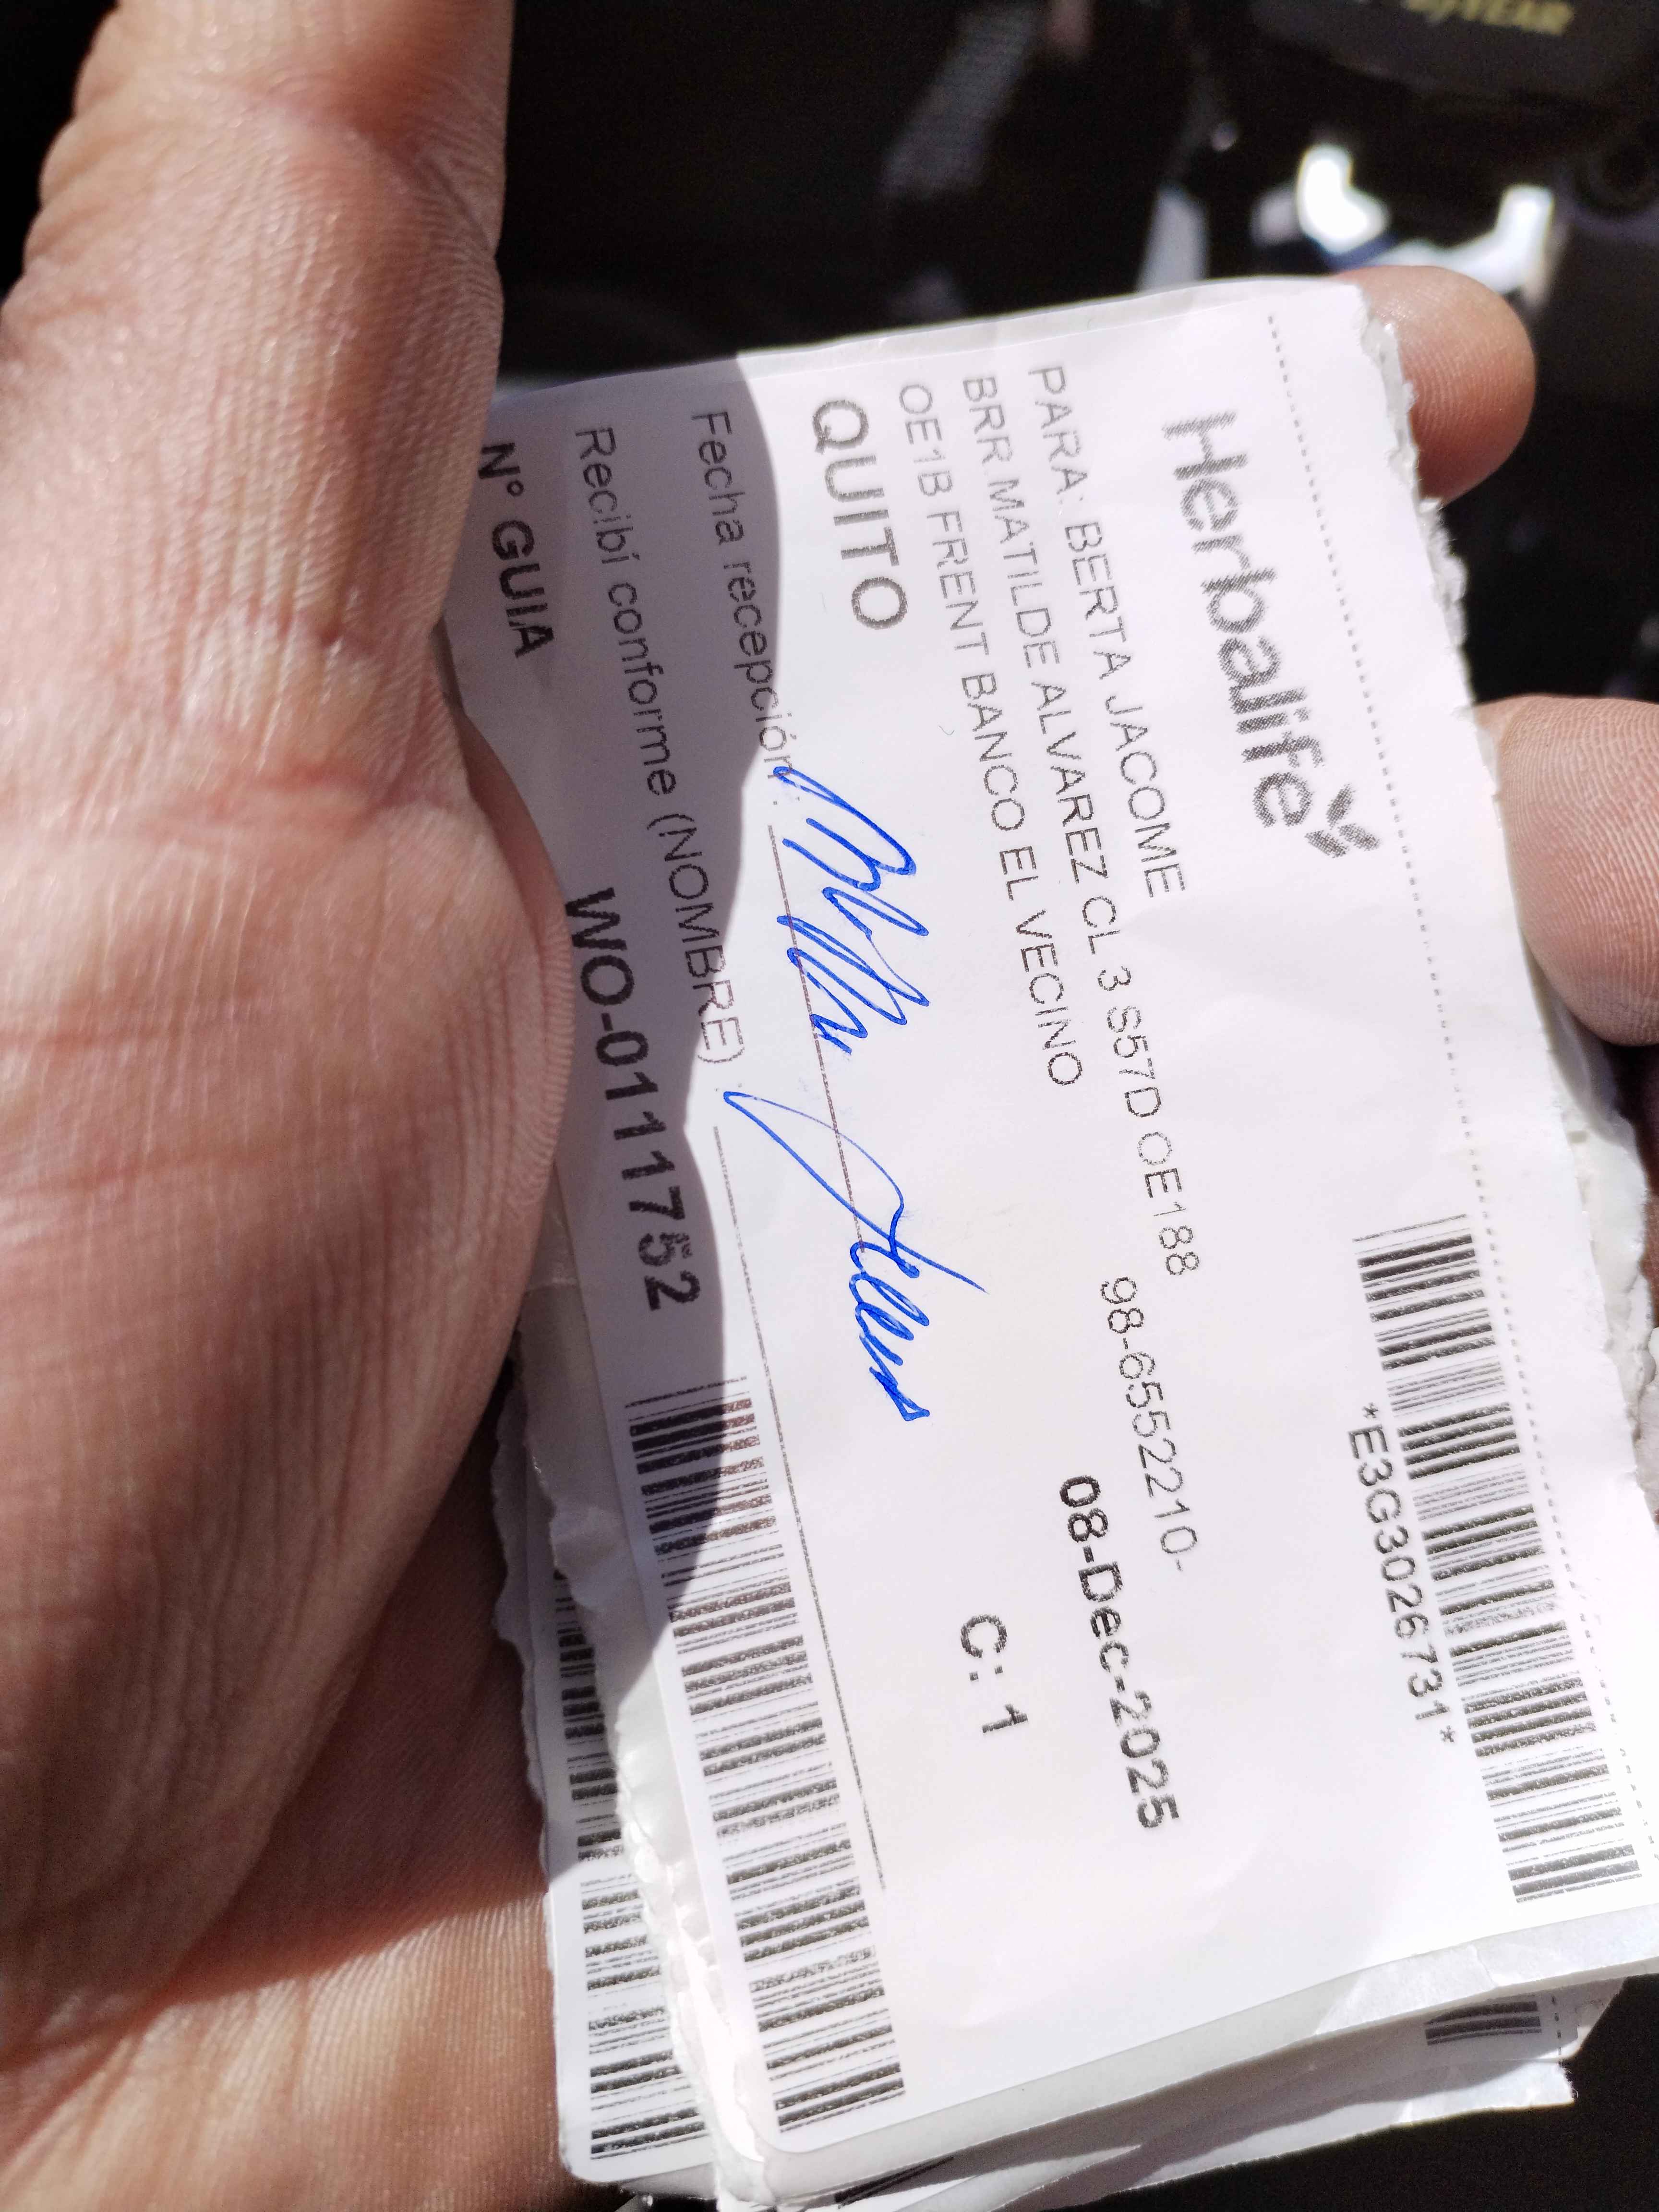 Herbalife
*E3G3026731*
PARA: BERTA JACOME
BRR.MATILDE ALVAREZ CL 3 S57D OE188
OE1B FRENT BANCO EL VECINO
98-6552210-
08-Dec-2025
QUITO
C: 1
Fecha recepción:
Recibí conforme (NOMBRE) :
N° GUIA
WO-0111752